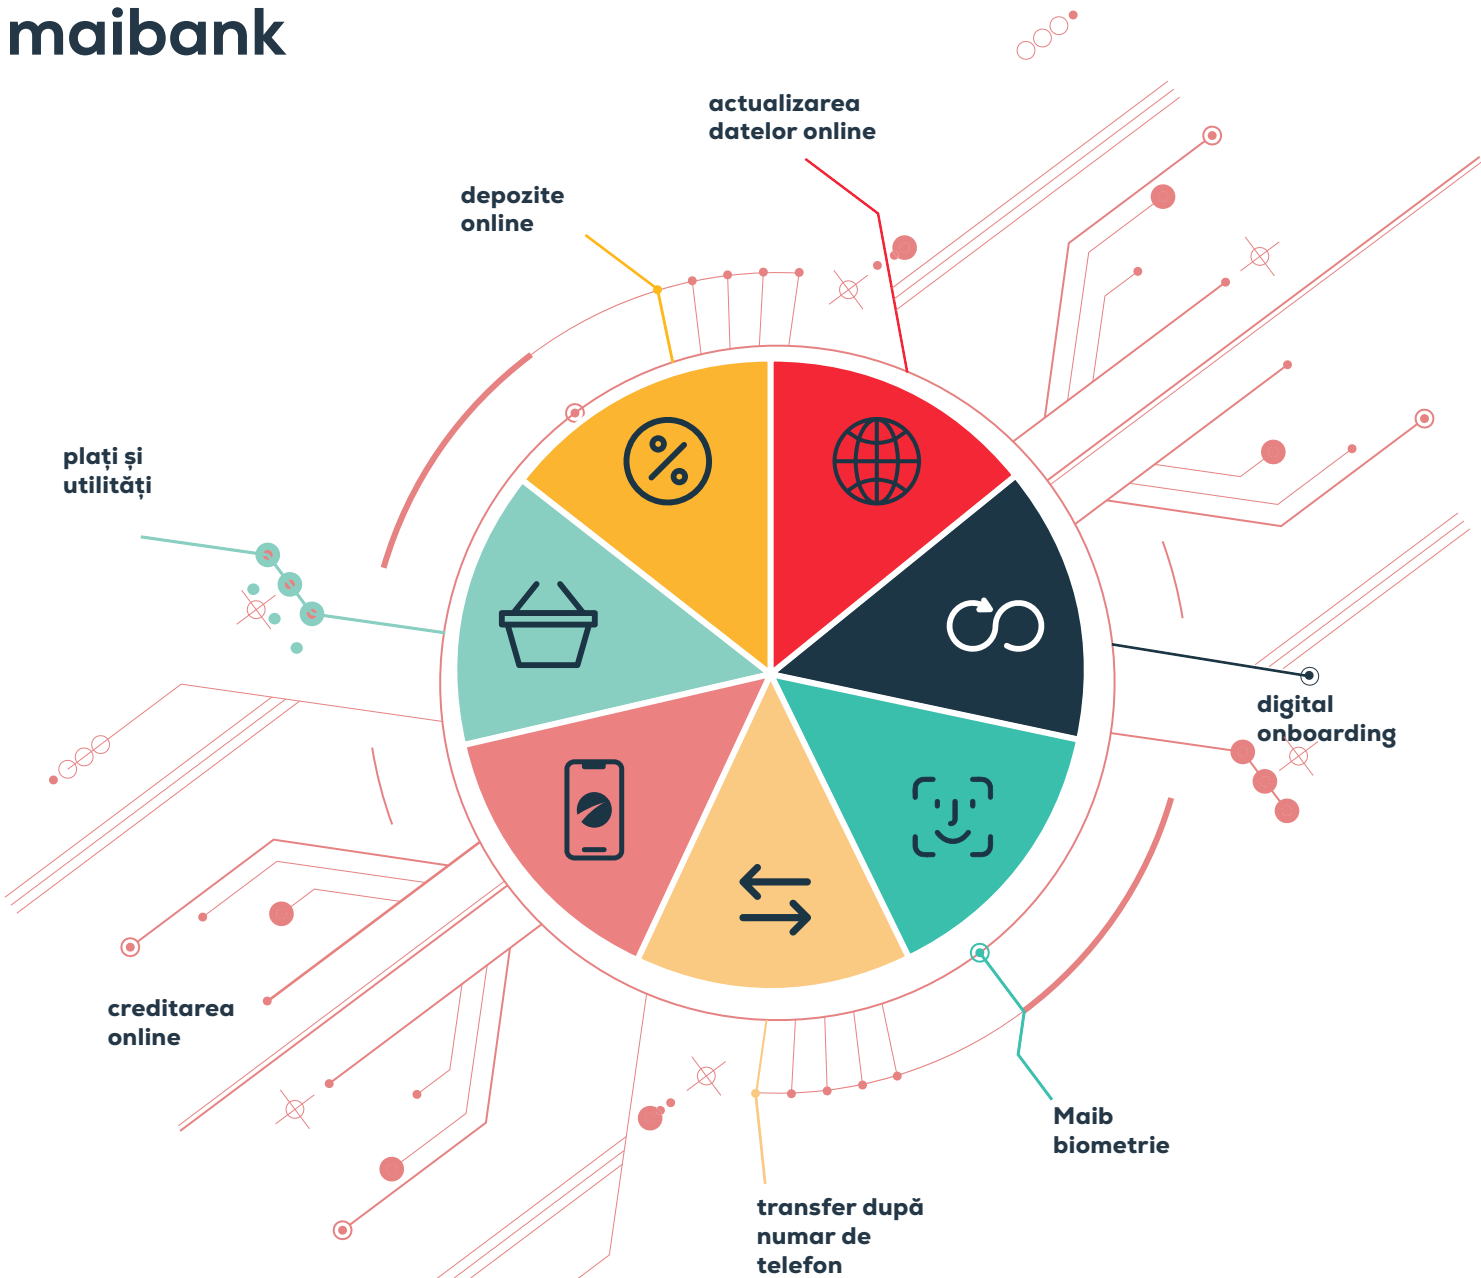 maibank
actualizarea
datelor online
depozite
online
plați și
utilități
digital
onboarding
creditarea
online
Maib
biometrie
transfer după
numar de
telefon